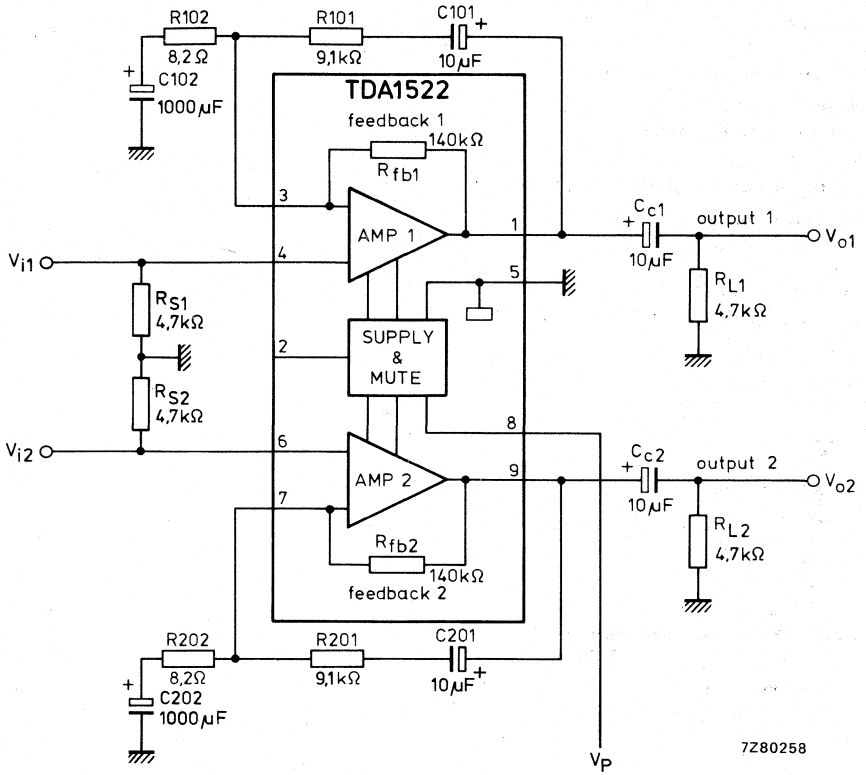 R102
8,2Ω
R101
9,1kΩ
C101
+
10µF
+
C102
1000µF
TDA1522
feedback 1
140kΩ
Rfb1
3
AMP 1
1
Cc1
+
10µF
output 1
Vo1
Vi1
4
5
RL1
4,7kΩ
RS1
4,7kΩ
SUPPLY
&
MUTE
2
RS2
4,7kΩ
8
Vi2
6
AMP 2
9
Cc2
+
10µF
output 2
Vo2
7
Rfb2
140kΩ
feedback 2
RL2
4,7kΩ
R202
8,2Ω
R201
9,1kΩ
C201
10µF
+
+
C202
1000µF
VP
7Z80258